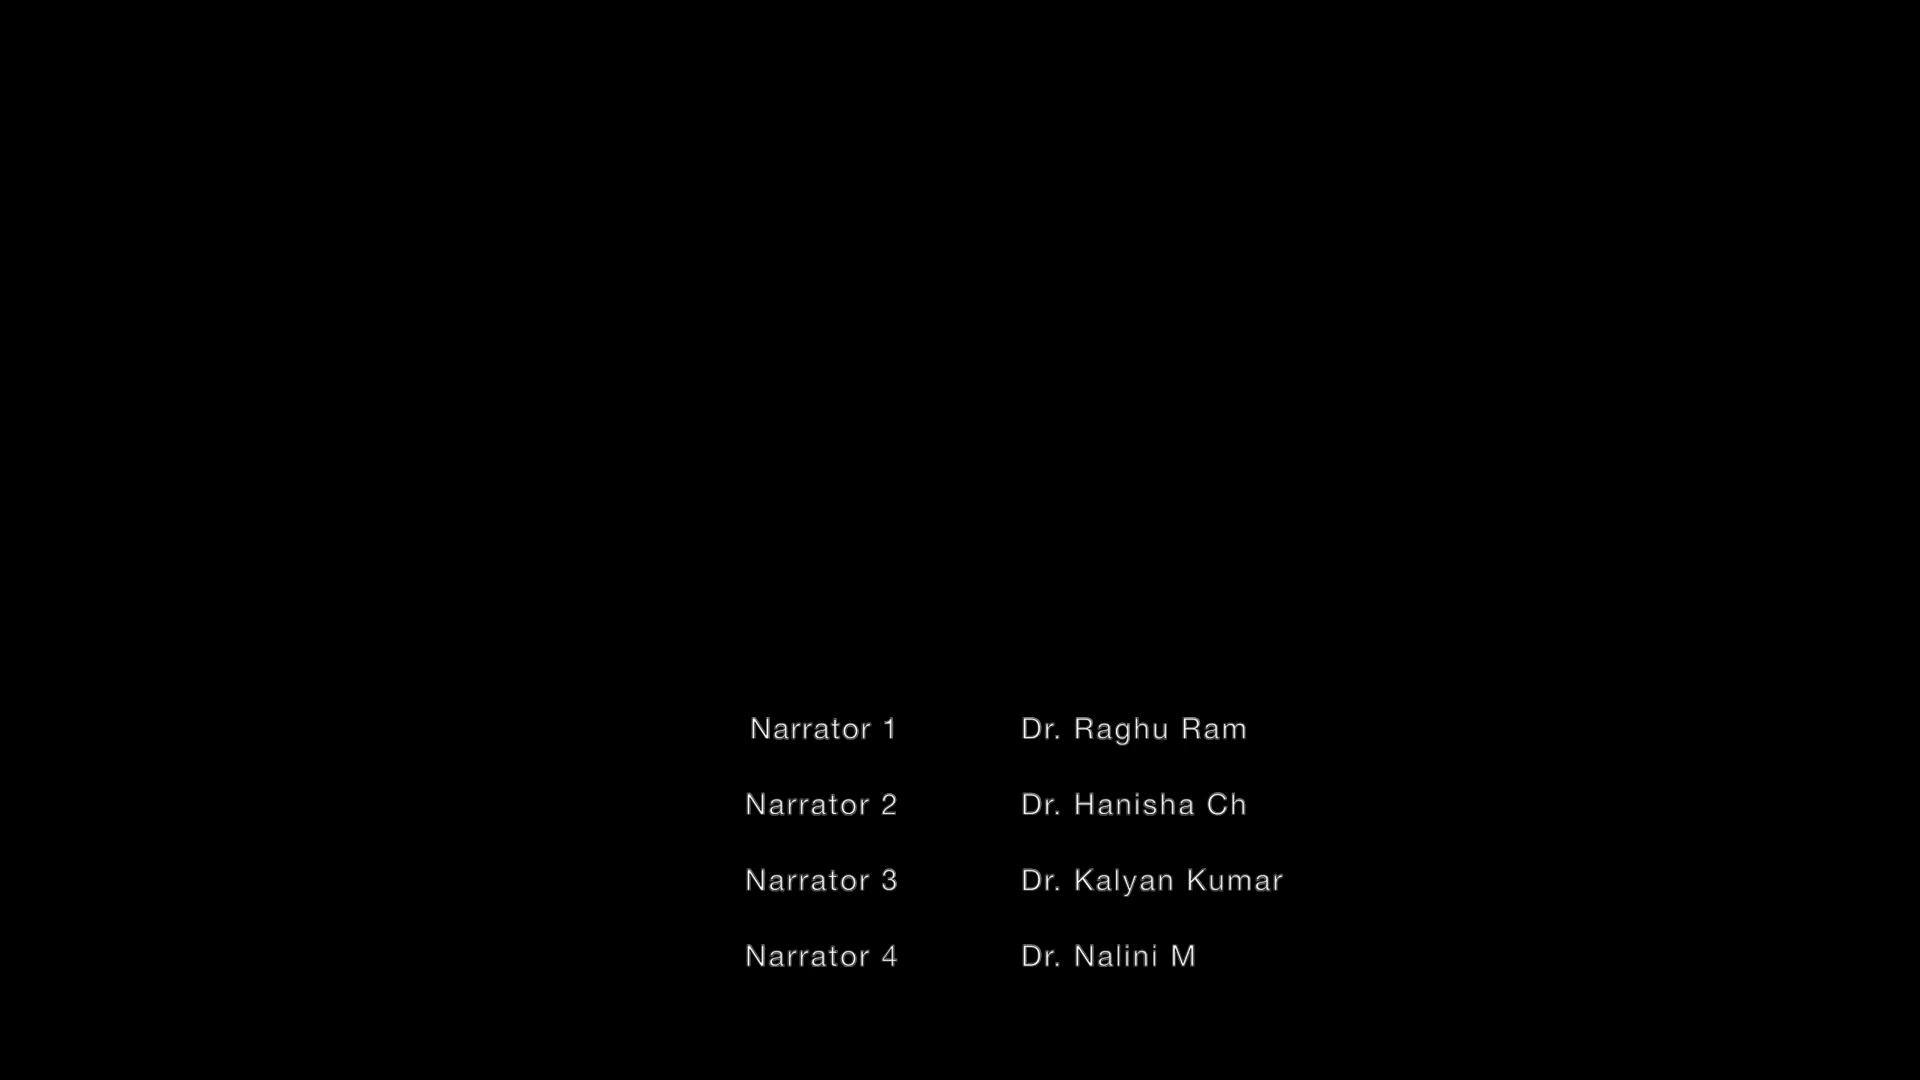 Narrator 1 Dr. Raghu Ram
Narrator 2 Dr. Hanisha Ch
Narrator 3 Dr. Kalyan Kumar
Narrator 4 Dr. Nalini M